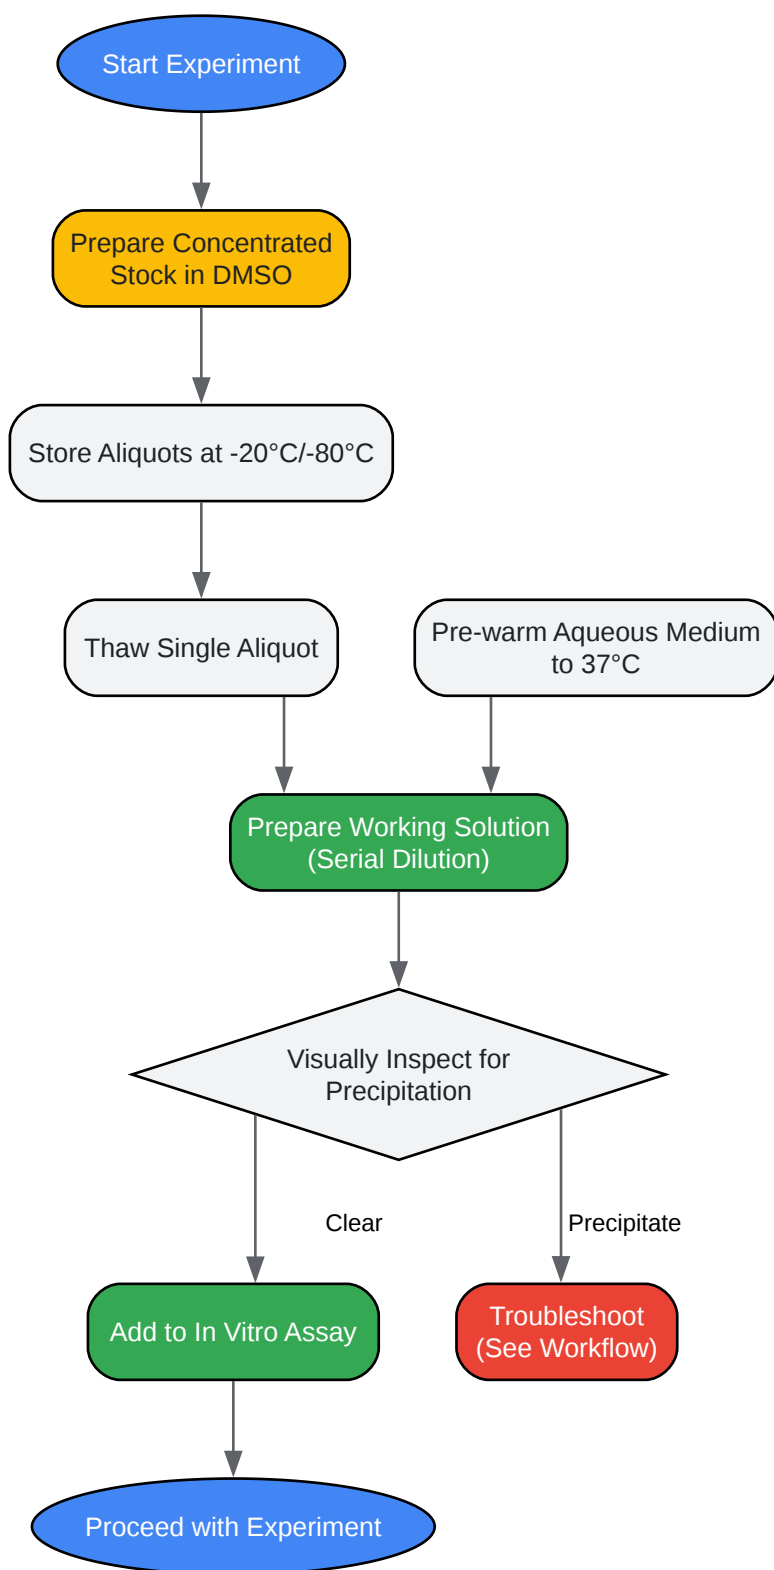 Start Experiment
Prepare Concentrated
Stock in DMSO
Store Aliquots at -20°C/-80°C
Thaw Single Aliquot
Pre-warm Aqueous Medium
to 37°C
Prepare Working Solution
(Serial Dilution)
Visually Inspect for
Precipitation
Clear
Precipitate
Add to In Vitro Assay
Troubleshoot
(See Workflow)
Proceed with Experiment